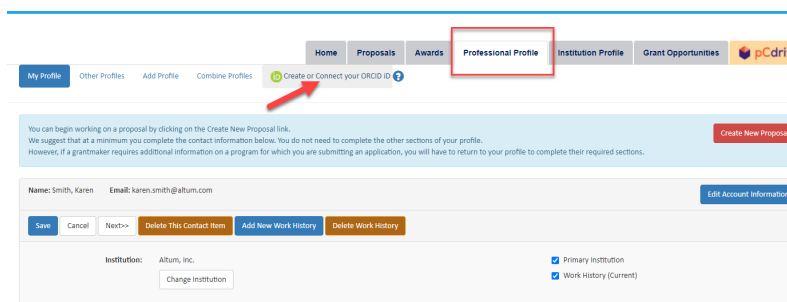 Home Proposals Awards Professional Profile Institution Profile Grant Opportunities pCdri
My Profile Other Profiles Add Profile Combine Profiles iD Create or Connect your ORCID iD ?
You can begin working on a proposal by clicking on the Create New Proposal link.
We suggest that at a minimum you complete the contact information below. You do not need to complete the other sections of your profile.
However, if a grantmaker requires additional information on a program for which you are submitting an application, you will have to return to your profile to complete their required sections.
Create New Proposa
Name: Smith, Karen Email: karen.smith@altum.com
Edit Account Information
Save Cancel Next>> Delete This Contact Item Add New Work History Delete Work History
Institution: Altum, Inc. Primary Institution
Change Institution Work History (Current)